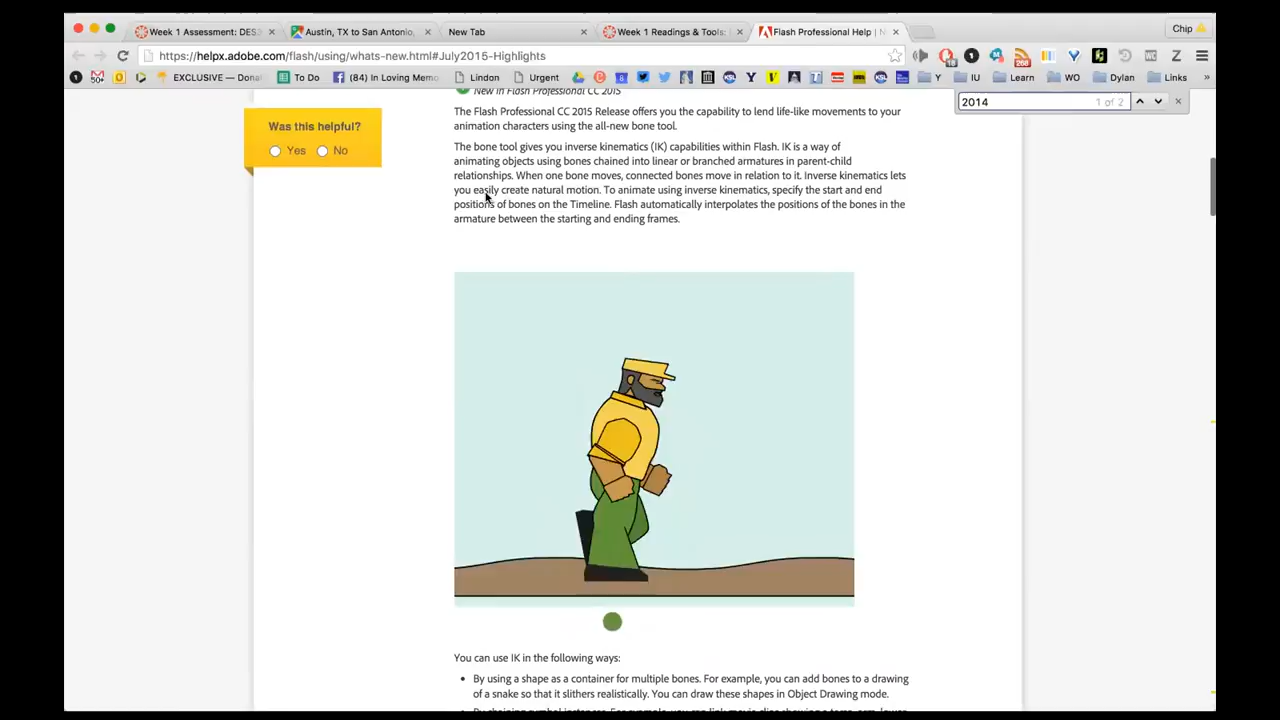 Week 1 Assessment: DES.
Austin, TX to San Antonio,
New Tab
Week 1 Readings & Tools:
Flash Professional Help |
Chip
https://helpx.adobe.com/flash/using/whats-new.html#July2015-Highlights
EXCLUSIVE — Donal
To Do
(84) In Loving Memo
Lindon
Urgent
Y
IU
Learn
WO
Dylan
Links
»
2014
1 of 2
New in Flash Professional CC 2015
Was this helpful?
Yes
No
The Flash Professional CC 2015 Release offers you the capability to lend life-like movements to your
animation characters using the all-new bone tool.
The bone tool gives you inverse kinematics (IK) capabilities within Flash. IK is a way of
animating objects using bones chained into linear or branched armatures in parent-child
relationships. When one bone moves, connected bones move in relation to it. Inverse kinematics lets
you easily create natural motion. To animate using inverse kinematics, specify the start and end
positions of bones on the Timeline. Flash automatically interpolates the positions of the bones in the
armature between the starting and ending frames.
You can use IK in the following ways:
• By using a shape as a container for multiple bones. For example, you can add bones to a drawing
of a snake so that it slithers realistically. You can draw these shapes in Object Drawing mode.